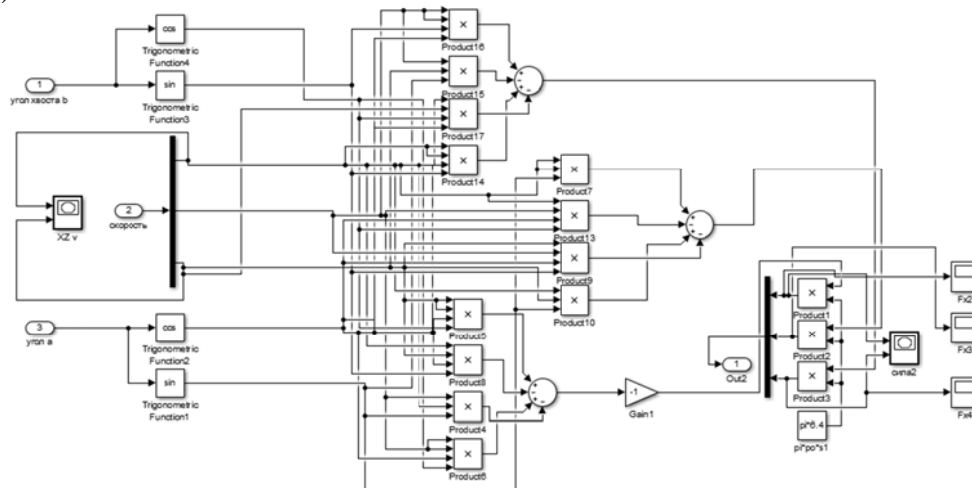 )
cos
Trigonometric
Function4
1
угол хвоста b
sin
Trigonometric
Function3
×
Product16
×
Product15
×
Product17
×
Product14
+
-
+
-
XZ v
2
скорость
×
Product7
×
Product13
×
Product9
×
Product10
3
угол a
cos
Trigonometric
Function2
sin
Trigonometric
Function1
×
Product5
×
Product8
×
Product4
×
Product6
-1
Gain1
1
Out2
×
Product1
×
Product2
×
Product3
pi*6.4
pi*po*s1
сила2
Fx2
Fx3
Fx4